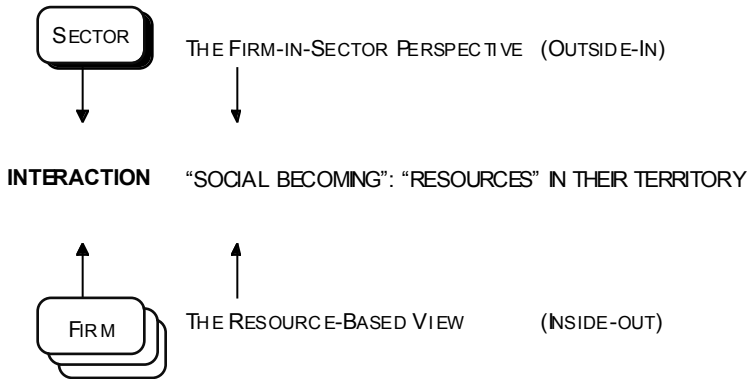 SECTOR
THE FIRM-IN-SECTOR PERSPECTIVE (OUTSIDE-IN)
INTERACTION “SOCIAL BECOMING”: “RESOURCES” IN THEIR TERRITORY
FIRM
THE RESOURCE-BASED VIEW (INSIDE-OUT)